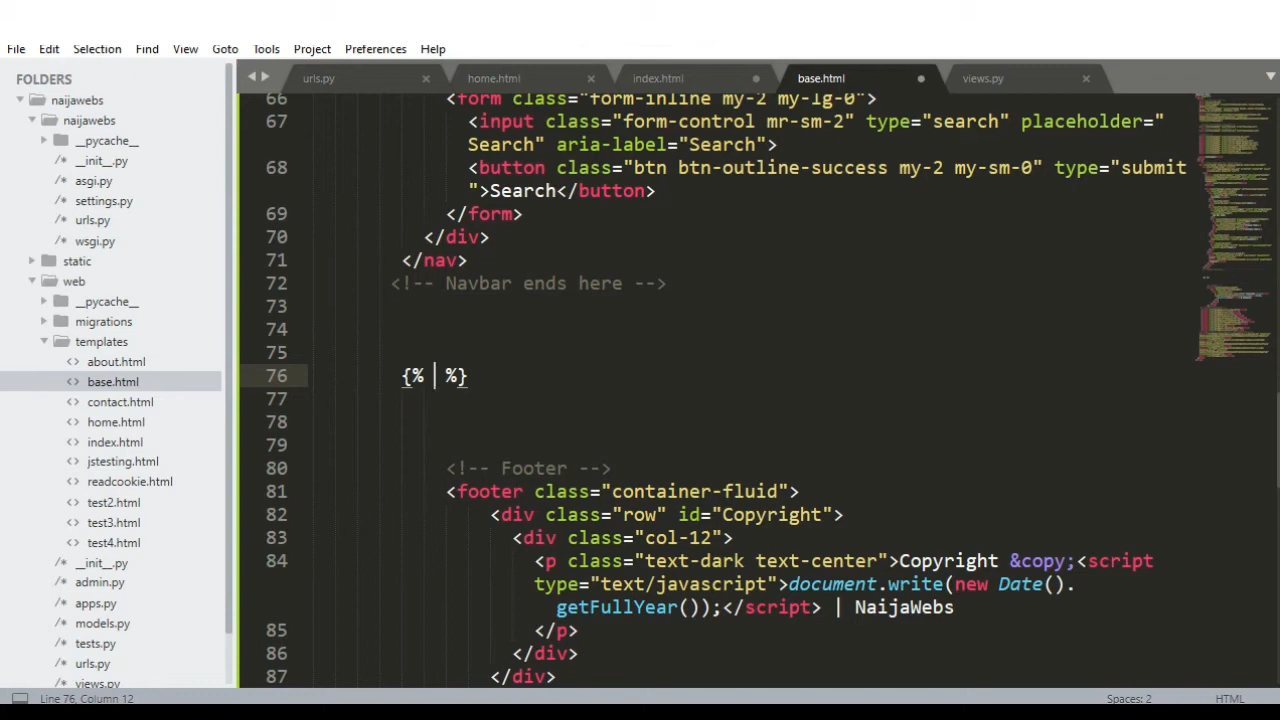 File Edit Selection Find View Goto Tools Project Preferences Help
FOLDERS
naijawebs
naijawebs
__pycache__
/* __init__.py
/* asgi.py
/* settings.py
/* urls.py
/* wsgi.py
static
web
__pycache__
migrations
templates
<> about.html
<> base.html
<> contact.html
<> home.html
<> index.html
<> jstesting.html
<> readcookie.html
<> test2.html
<> test3.html
<> test4.html
/* __init__.py
/* admin.py
/* apps.py
/* models.py
/* tests.py
/* urls.py
/* views.py
urls.py × home.html × index.html base.html views.py ×
66 <form class="form-inline my-2 my-lg-0">
67 <input class="form-control mr-sm-2" type="search" placeholder="
Search" aria-label="Search">
68 <button class="btn btn-outline-success my-2 my-sm-0" type="submit
">Search</button>
69 </form>
70 </div>
71 </nav>
72 <!-- Navbar ends here -->
73
74
75
76 {% %}
77
78
79
80 <!-- Footer -->
81 <footer class="container-fluid">
82 <div class="row" id="Copyright">
83 <div class="col-12">
84 <p class="text-dark text-center">Copyright &copy;<script
type="text/javascript">document.write(new Date().
getFullYear());</script> | NaijaWebs
85 </p>
86 </div>
87 </div>
Line 76, Column 12 Spaces: 2 HTML